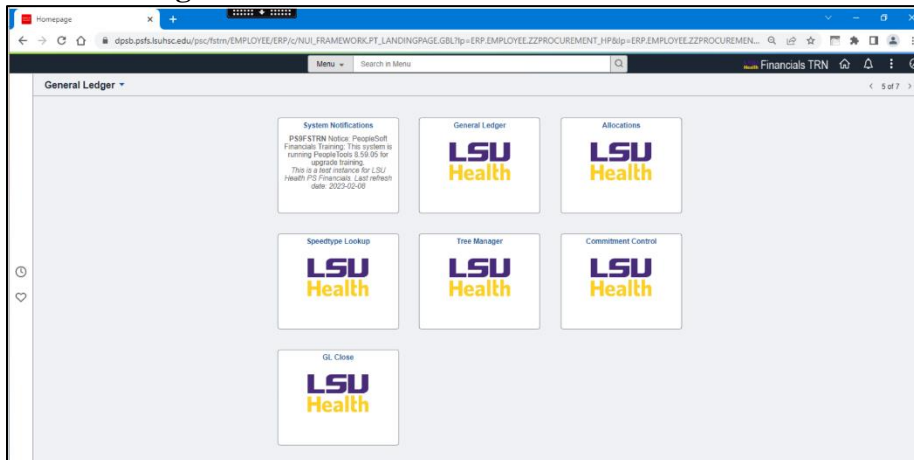 Homepage
dpsb.psfs.lsuhsc.edu/psc/fstrn/EMPLOYEE/ERP/c/NUI_FRAMEWORK.PT_LANDINGPAGE.GBL?lp=ERP.EMPLOYEE.ZZPROCUREMENT_HP&lp=ERP.EMPLOYEE.ZZPROCUREMEN...
Menu
Search in Menu
Financials TRN
General Ledger
5 of 7
System Notifications
PS9FSTRN Notice: PeopleSoft
Financials Training; This system is
running PeopleTools 8.59.05 for
upgrade training.
This is a test instance for LSU
Health PS Financials. Last refresh
date 2023-02-08
General Ledger
LSU
Health
Allocations
LSU
Health
Speedtype Lookup
LSU
Health
Tree Manager
LSU
Health
Commitment Control
LSU
Health
GL Close
LSU
Health